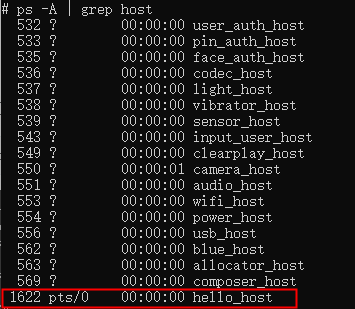 # ps -A | grep host
532 ? 00:00:00 user_auth_host
533 ? 00:00:00 pin_auth_host
535 ? 00:00:00 face_auth_host
536 ? 00:00:00 codec_host
537 ? 00:00:00 light_host
538 ? 00:00:00 vibrator_host
539 ? 00:00:00 sensor_host
543 ? 00:00:00 input_user_host
549 ? 00:00:00 clearplay_host
550 ? 00:00:01 camera_host
551 ? 00:00:00 audio_host
553 ? 00:00:00 wifi_host
554 ? 00:00:00 power_host
556 ? 00:00:00 usb_host
562 ? 00:00:00 blue_host
563 ? 00:00:00 allocator_host
569 ? 00:00:00 composer_host
1622 pts/0 00:00:00 hello_host